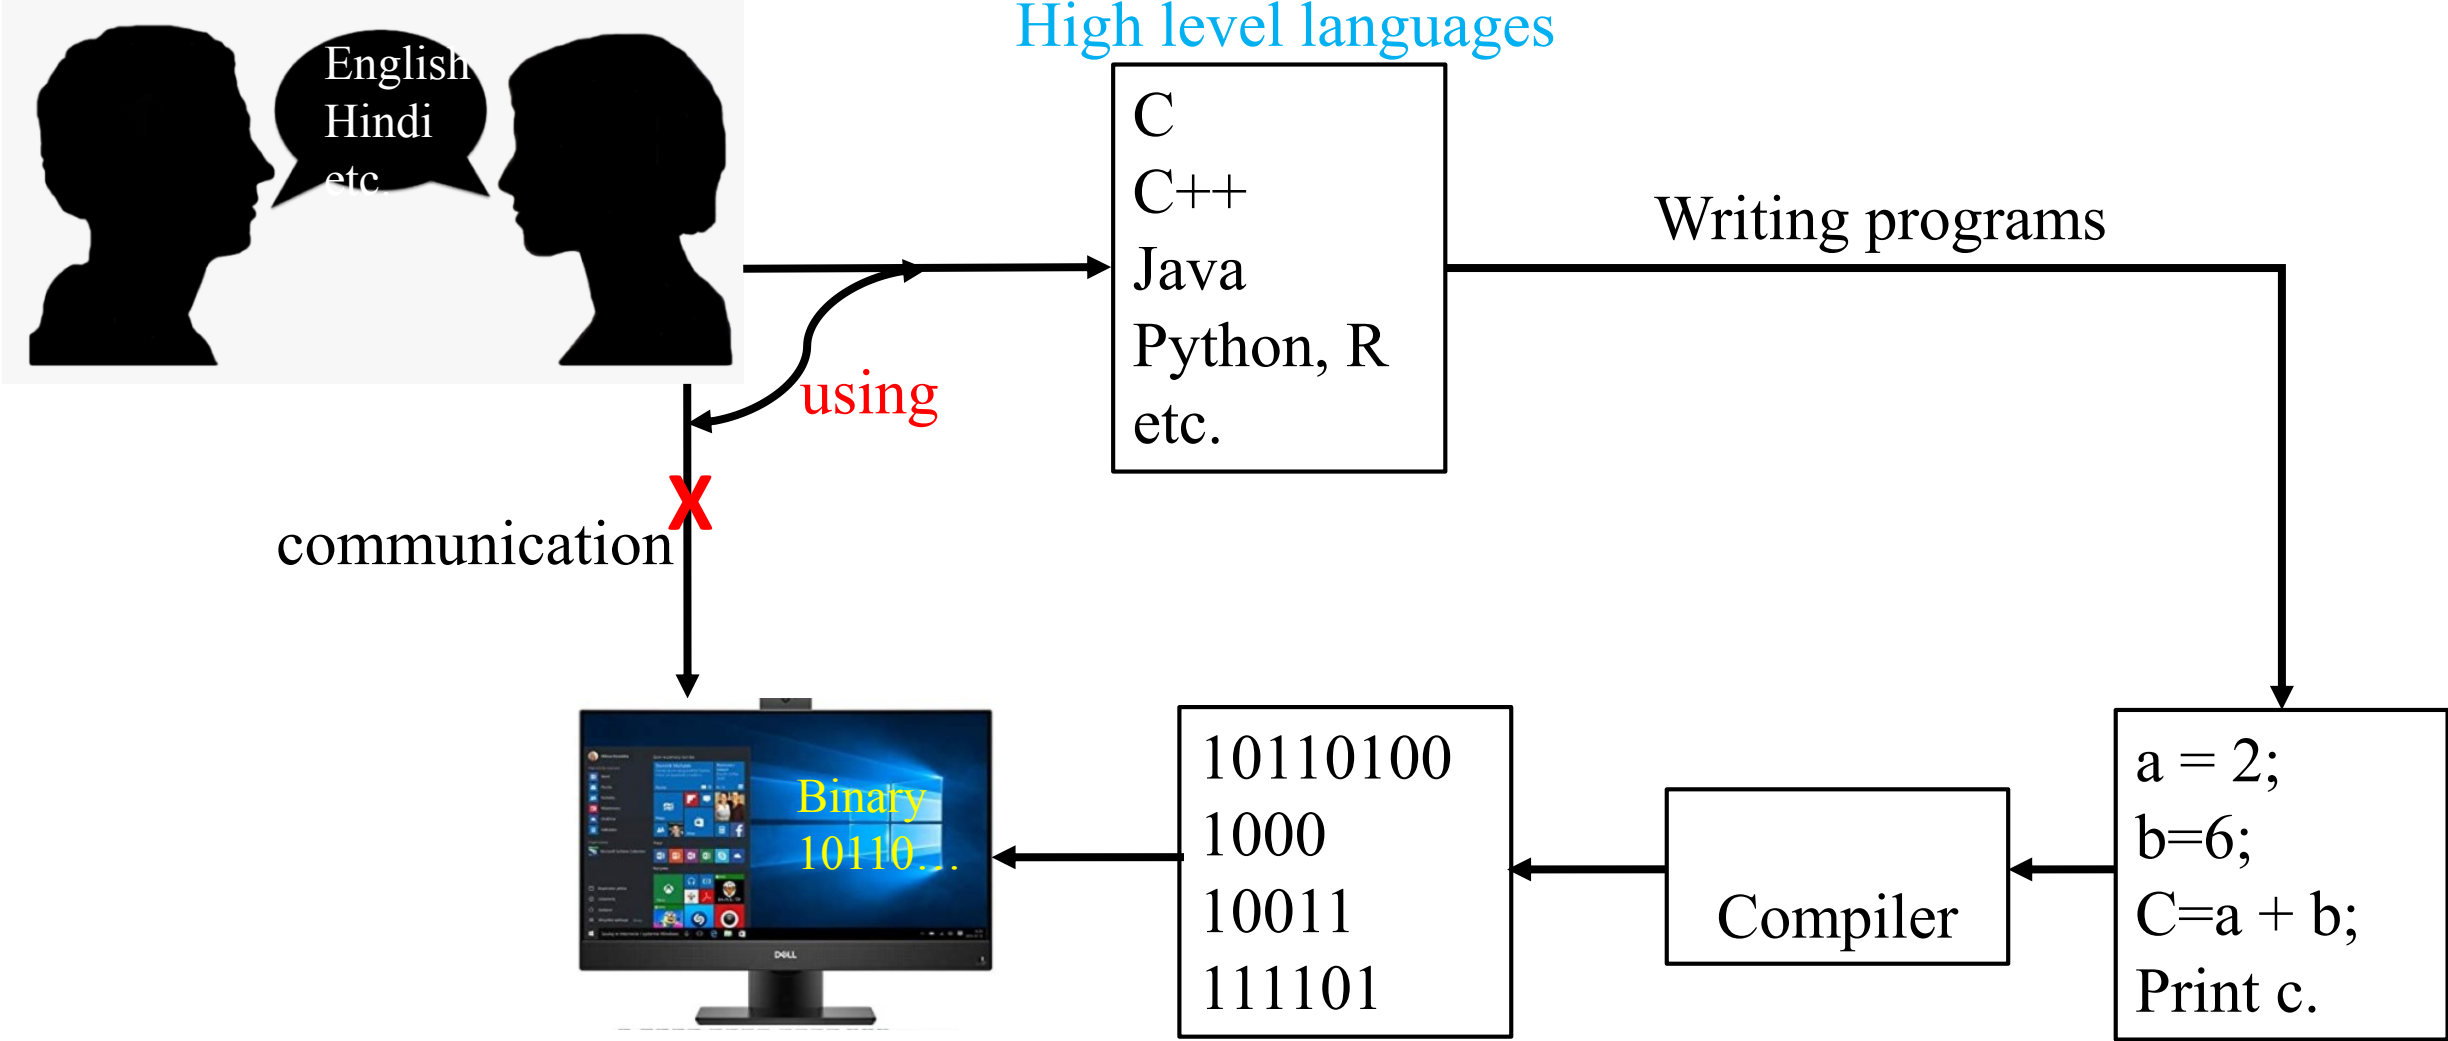 High level languages
English
Hindi
etc.
C
C++
Java
Python, R
etc.
Writing programs
using
X
communication
Binary
10110…
DELL
10110100
1000
10011
111101
Compiler
a = 2;
b=6;
C=a + b;
Print c.